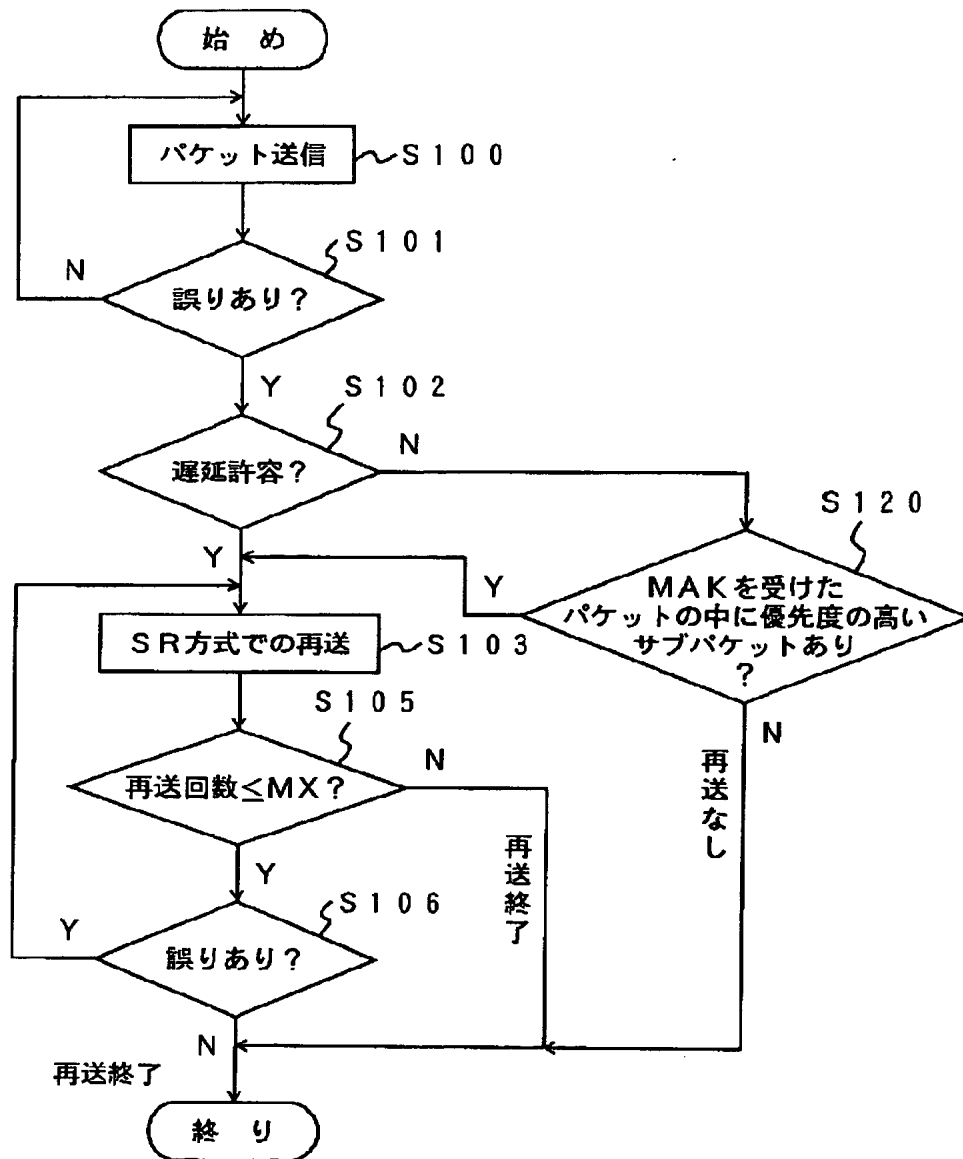 始 め
パケット送信
S100
S101
N
誤りあり?
Y
S102
N
遅延許容?
S120
Y
Y
MAKを受けた
パケットの中に優先度の高い
サブパケットあり
?
SR方式での再送
S103
S105
N
N
再送回数≦MX?
再送なし
再送終了
Y
S106
Y
誤りあり?
N
再送終了
終 り